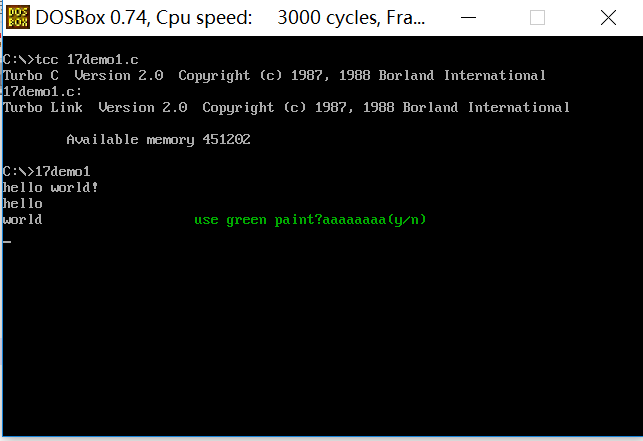 DOS BOX
DOSBox 0.74, Cpu speed: 3000 cycles, Fra...
C:\>tcc 17demo1.c
Turbo C Version 2.0 Copyright (c) 1987, 1988 Borland International
17demo1.c:
Turbo Link Version 2.0 Copyright (c) 1987, 1988 Borland International
Available memory 451202
C:\>17demo1
hello world!
hello
world use green paint?aaaaaaaa(y/n)
_